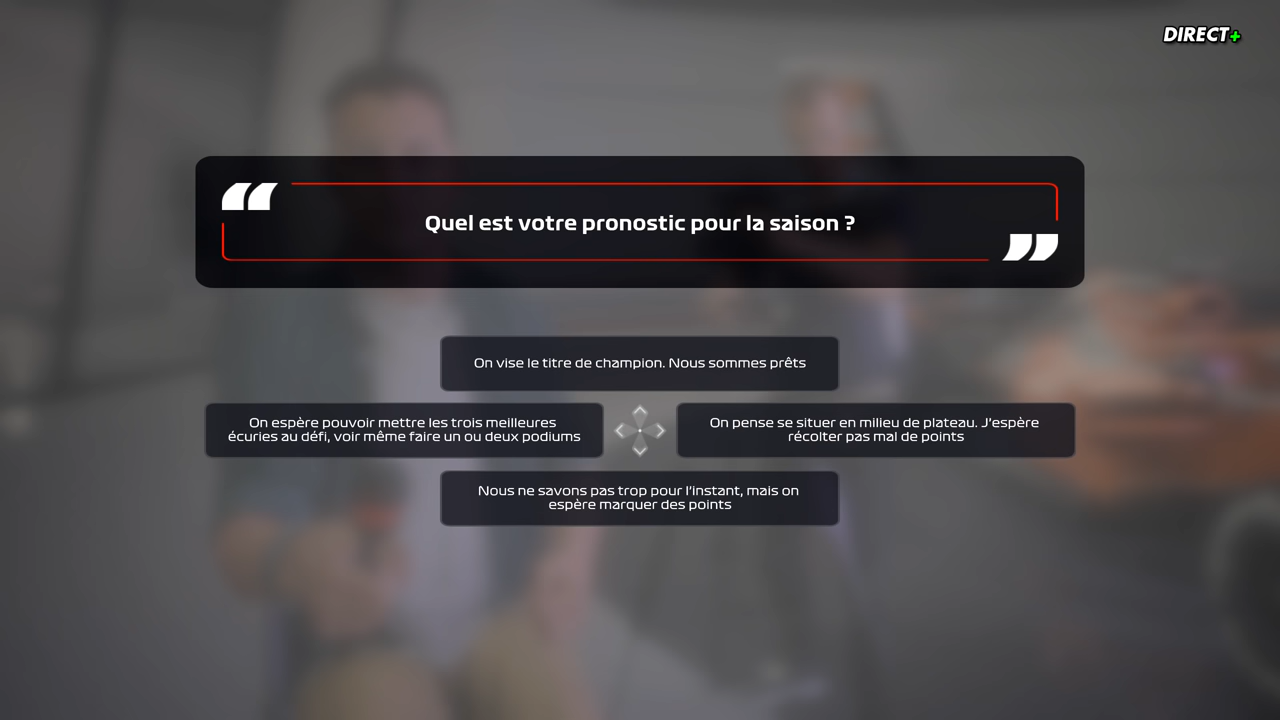 DIRECT+
Quel est votre pronostic pour la saison ?
On vise le titre de champion. Nous sommes prêts
On espère pouvoir mettre les trois meilleures
écuries au défi, voir même faire un ou deux podiums
On pense se situer en milieu de plateau. J'espère
récolter pas mal de points
Nous ne savons pas trop pour l'instant, mais on
espère marquer des points